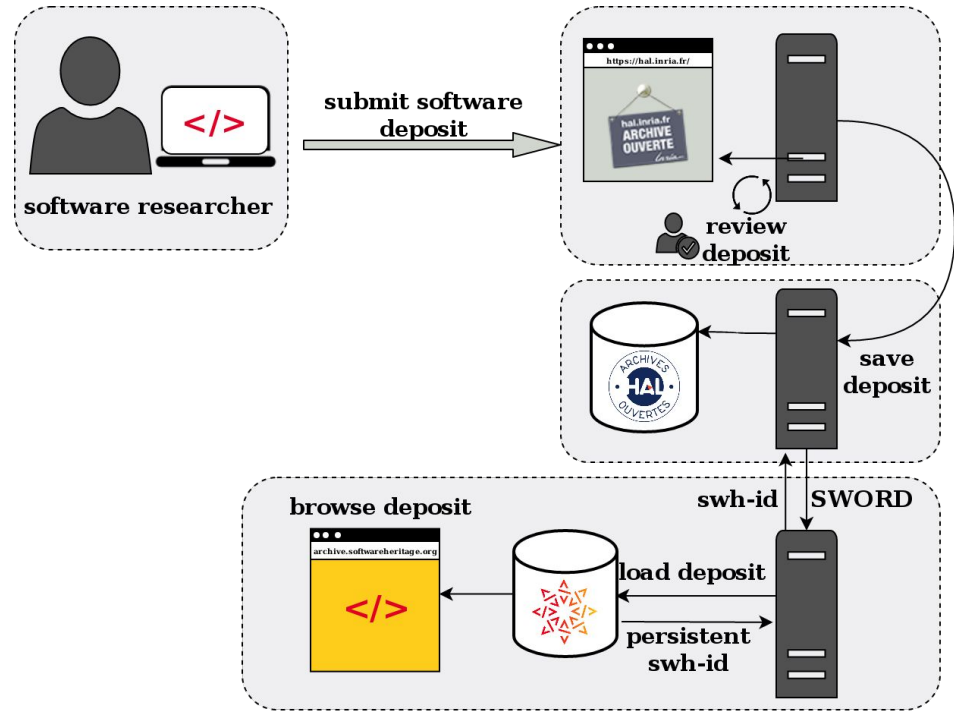 </>
software researcher
submit software
deposit
https://hal.inria.fr/
hal.inria.fr
ARCHIVE
OUVERTE
Inria
review
deposit
ARCHIVES
HAL
OUVERTES
save
deposit
swh-id
SWORD
browse deposit
archive.softwareheritage.org
</>
load deposit
persistent
swh-id